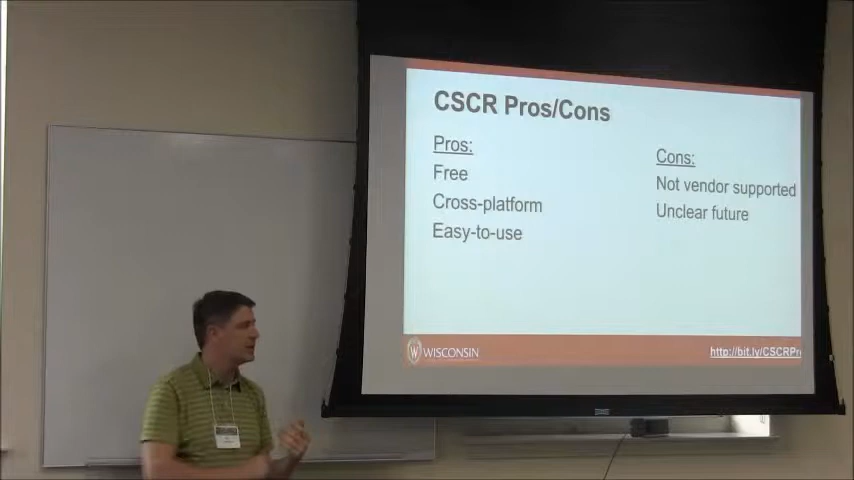 CSCR Pros/Cons
Pros:
Free
Cross-platform
Easy-to-use
Cons:
Not vendor supported
Unclear future
W WISCONSIN
http://bit.ly/CSCRPr